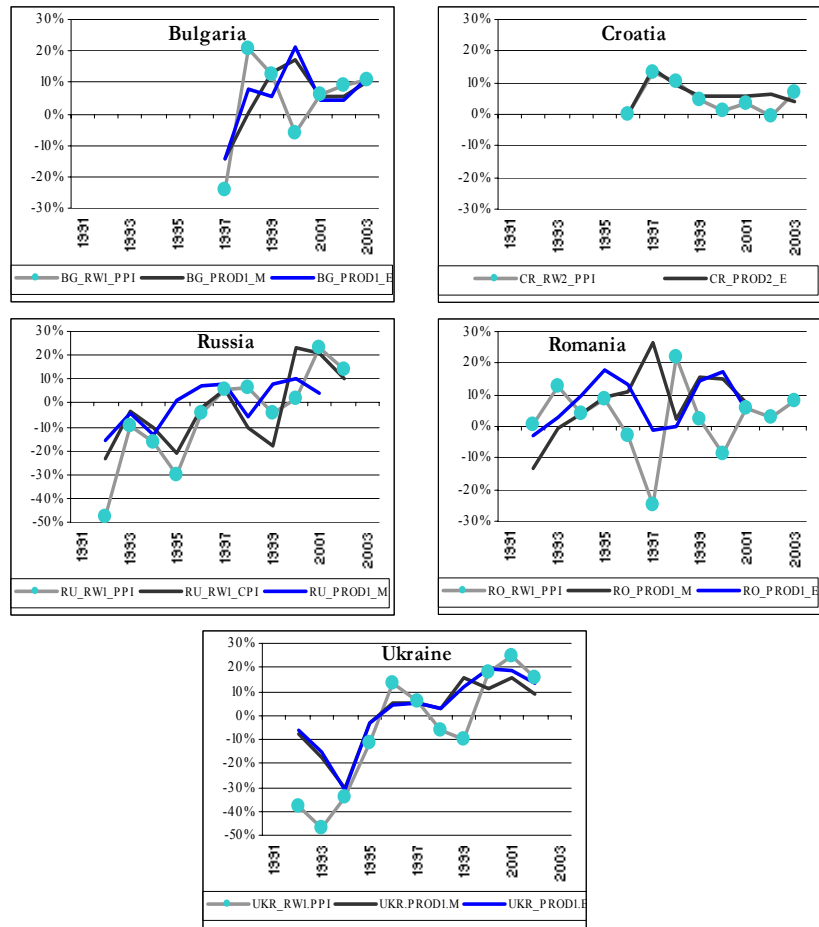 Bulgaria
30%
20%
10%
0%
-10%
-20%
-30%
1991 1993 1995 1997 1999 2001 2003
BG_RW1_PPI BG_PROD1_M BG_PROD1_E
Croatia
30%
20%
10%
0%
-10%
-20%
-30%
1991 1993 1995 1997 1999 2001 2003
CR_RW2_PPI CR_PROD2_E
Russia
30%
20%
10%
0%
-10%
-20%
-30%
-40%
-50%
1991 1993 1995 1997 1999 2001 2003
RU_RW1_PPI RU_RW1_CPI RU_PROD1_M
Romania
30%
20%
10%
0%
-10%
-20%
-30%
1991 1993 1995 1997 1999 2001 2003
RO_RW1_PPI RO_PROD1_M RO_PROD1_E
Ukraine
30%
20%
10%
0%
-10%
-20%
-30%
-40%
-50%
1991 1993 1995 1997 1999 2001 2003
UKR_RW1.PPI UKR.PROD1.M UKR_PROD1.E